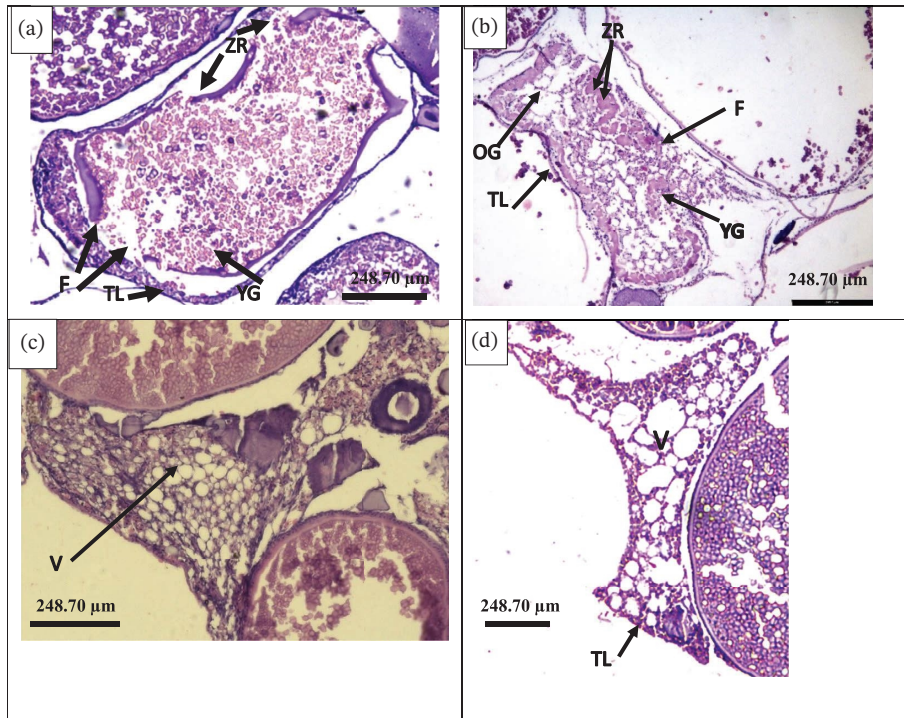 (a)
ZR
F
TL
YG
248.70 µm
(b)
ZR
F
OG
TL
YG
248.70 µm
(c)
V
248.70 µm
(d)
V
248.70 µm
TL